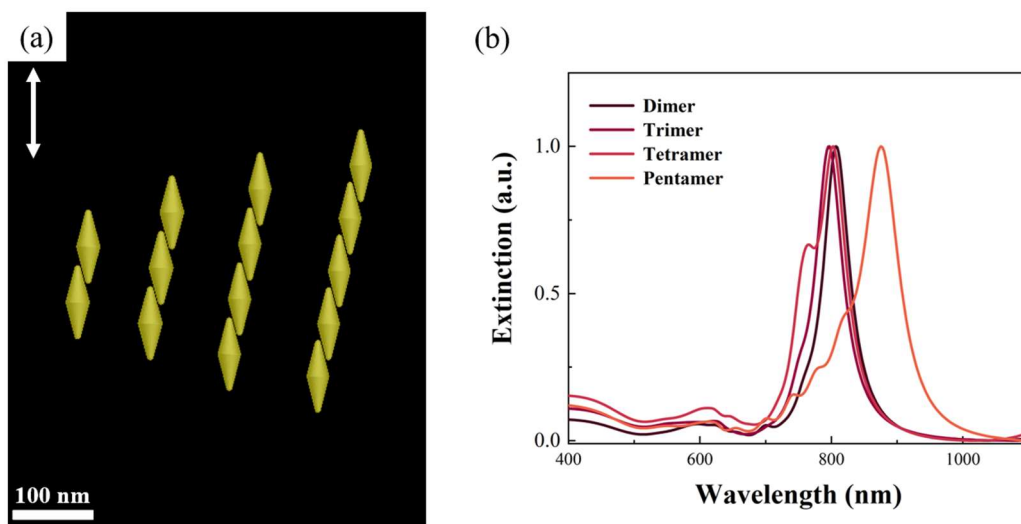 (a)
100 nm
(b)
Dimer
Trimer
Tetramer
Pentamer
1.0
0.5
0.0
Extinction (a.u.)
400 600 800 1000
Wavelength (nm)